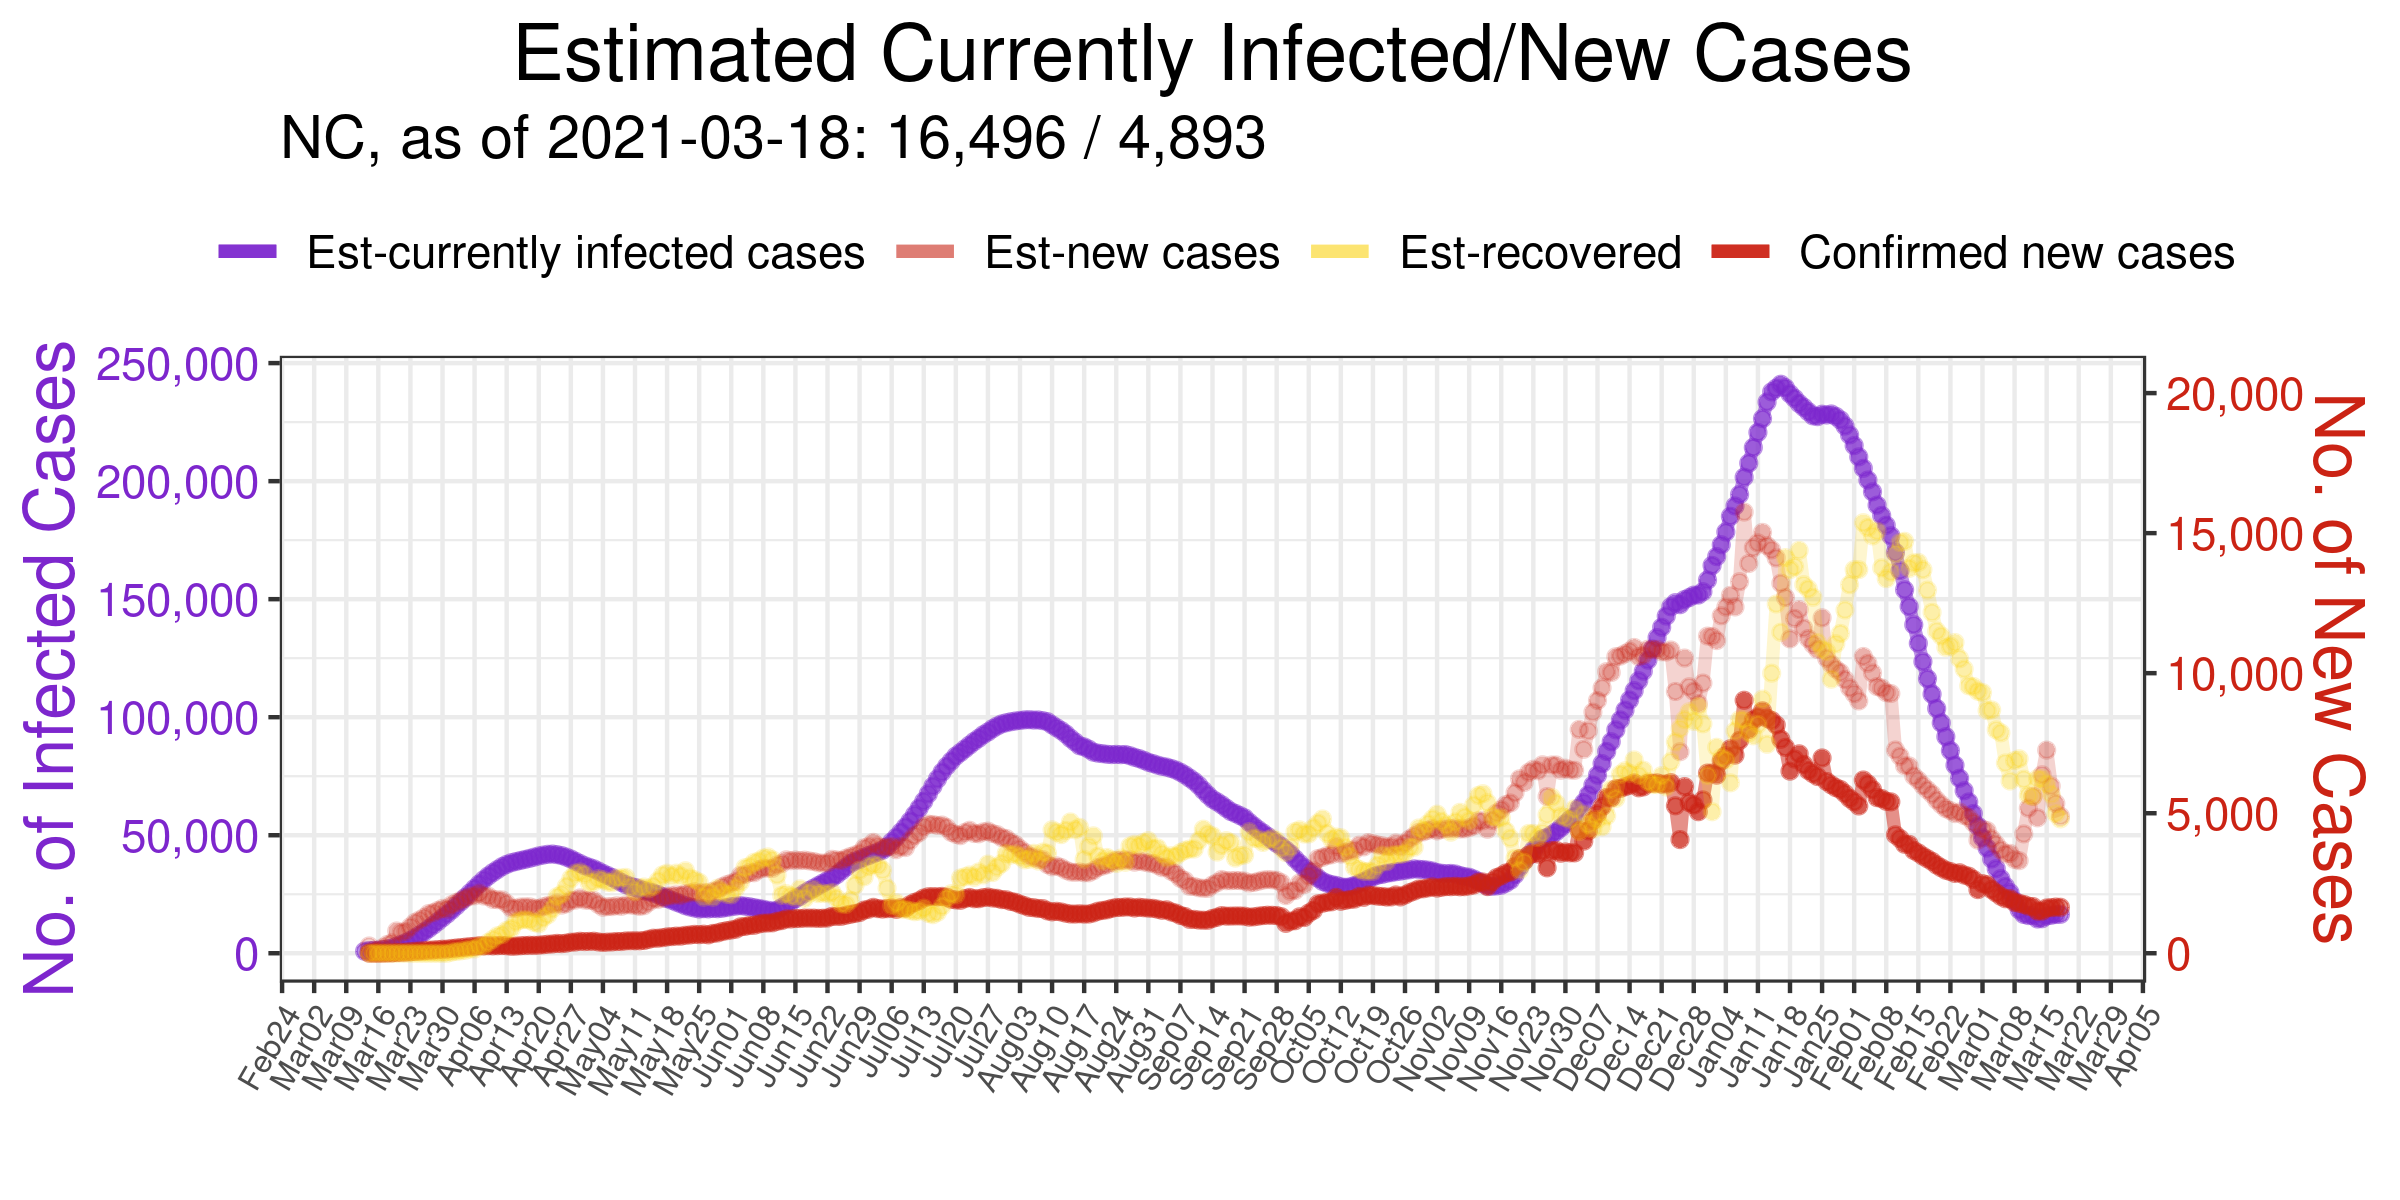 Estimated Currently Infected/New Cases
NC, as of 2021-03-18: 16,496 / 4,893
Est-currently infected cases
Est-new cases
Est-recovered
Confirmed new cases
No. of Infected Cases
250,000
200,000
150,000
100,000
50,000
0
20,000
15,000
10,000
5,000
0
No. of New Cases
Feb24
Mar02
Mar09
Mar16
Mar23
Mar30
Apr06
Apr13
Apr20
Apr27
May04
May11
May18
May25
Jun01
Jun08
Jun15
Jun22
Jun29
Jul06
Jul13
Jul20
Jul27
Aug03
Aug10
Aug17
Aug24
Aug31
Sep07
Sep14
Sep21
Sep28
Oct05
Oct12
Oct19
Oct26
Nov02
Nov09
Nov16
Nov23
Nov30
Dec07
Dec14
Dec21
Dec28
Jan04
Jan11
Jan18
Jan25
Feb01
Feb08
Feb15
Feb22
Mar01
Mar08
Mar15
Mar22
Mar29
Apr05